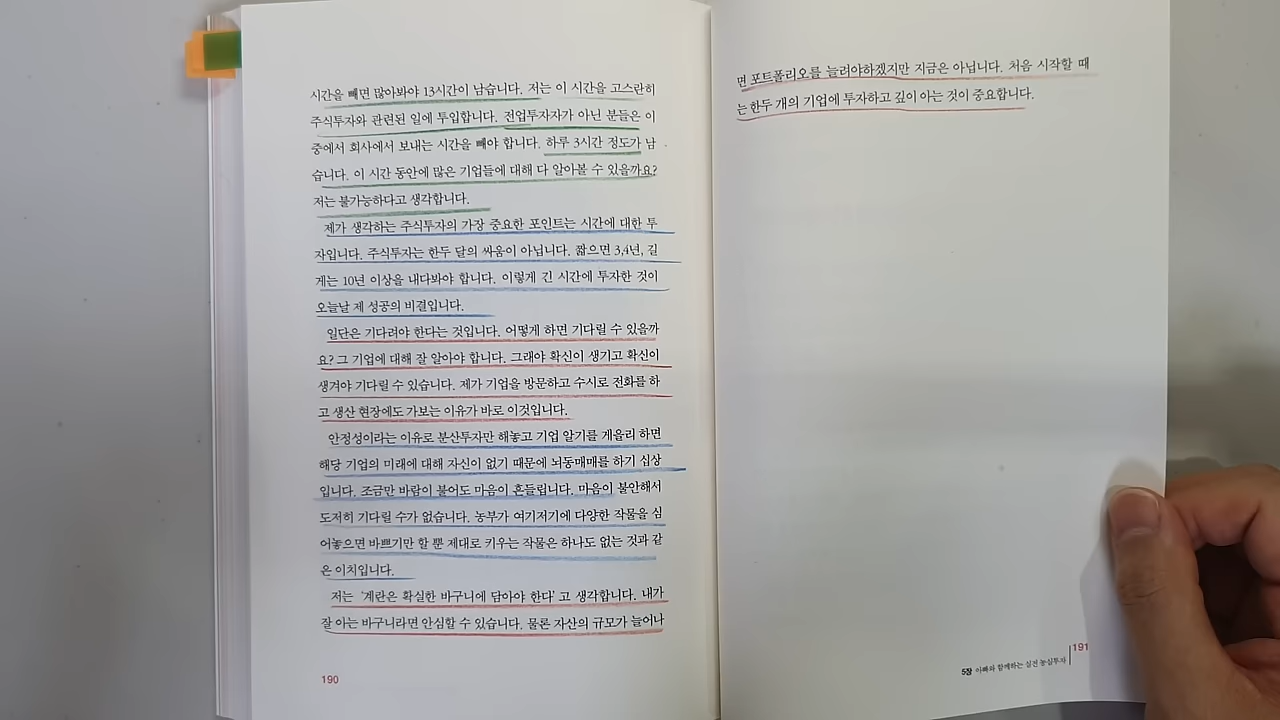 시간을 빼면 많아봐야 13시간이 남습니다. 저는 이 시간을 고스란히
주식투자와 관련된 일에 투입합니다. 전업투자자가 아닌 분들은 이
중에서 회사에서 보내는 시간을 빼야 합니다. 하루 3시간 정도가 남
습니다. 이 시간 동안에 많은 기업들에 대해 다 알아볼 수 있을까요?
저는 불가능하다고 생각합니다.
제가 생각하는 주식투자의 가장 중요한 포인트는 시간에 대한 투
자입니다. 주식투자는 한두 달의 싸움이 아닙니다. 짧으면 3,4년, 길
게는 10년 이상을 내다봐야 합니다. 이렇게 긴 시간에 투자한 것이
오늘날 제 성공의 비결입니다.
일단은 기다려야 한다는 것입니다. 어떻게 하면 기다릴 수 있을까
요? 그 기업에 대해 잘 알아야 합니다. 그래야 확신이 생기고 확신이
생겨야 기다릴 수 있습니다. 제가 기업을 방문하고 수시로 전화를 하
고 생산 현장에도 가보는 이유가 바로 이것입니다.
안정성이라는 이유로 분산투자만 해놓고 기업 알기를 게을리 하면
해당 기업의 미래에 대해 자신이 없기 때문에 뇌동매매를 하기 십상
입니다. 조금만 바람이 불어도 마음이 흔들립니다. 마음이 불안해서
도저히 기다릴 수가 없습니다. 농부가 여기저기에 다양한 작물을 심
어놓으면 바쁘기만 할 뿐 제대로 키우는 작물은 하나도 없는 것과 같
은 이치입니다.
저는 '계란은 확실한 바구니에 담아야 한다'고 생각합니다. 내가
잘 아는 바구니라면 안심할 수 있습니다. 물론 자산의 규모가 늘어나
190
면 포트폴리오를 늘려야하겠지만 지금은 아닙니다. 처음 시작할 때
는 한두 개의 기업에 투자하고 깊이 아는 것이 중요합니다.
5장 아빠와 함께하는 실전 농심투자
191